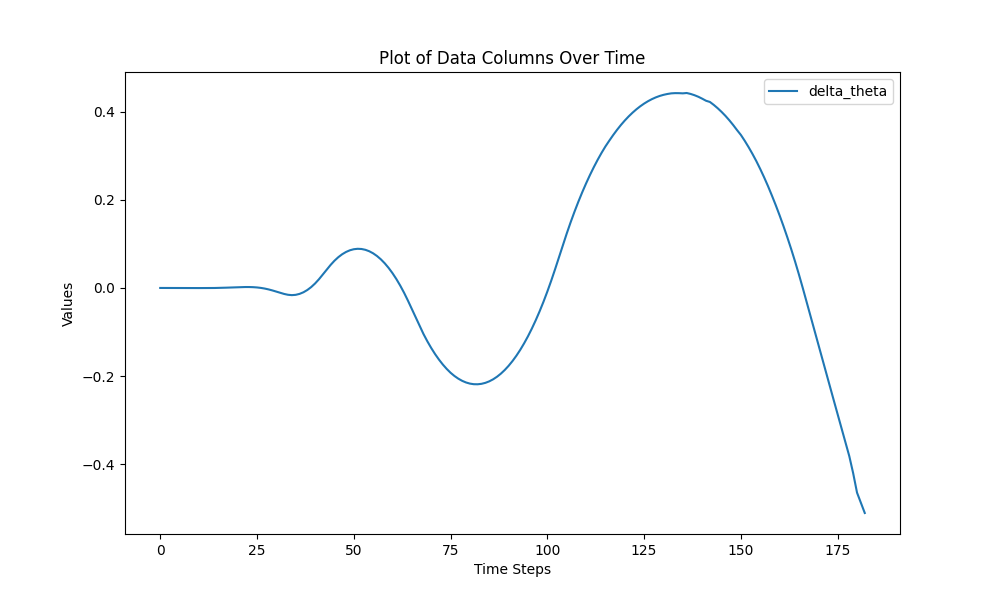 Plot of Data Columns Over Time
delta_theta
Values
0.4
0.2
0.0
−0.2
−0.4
0 25 50 75 100 125 150 175
Time Steps